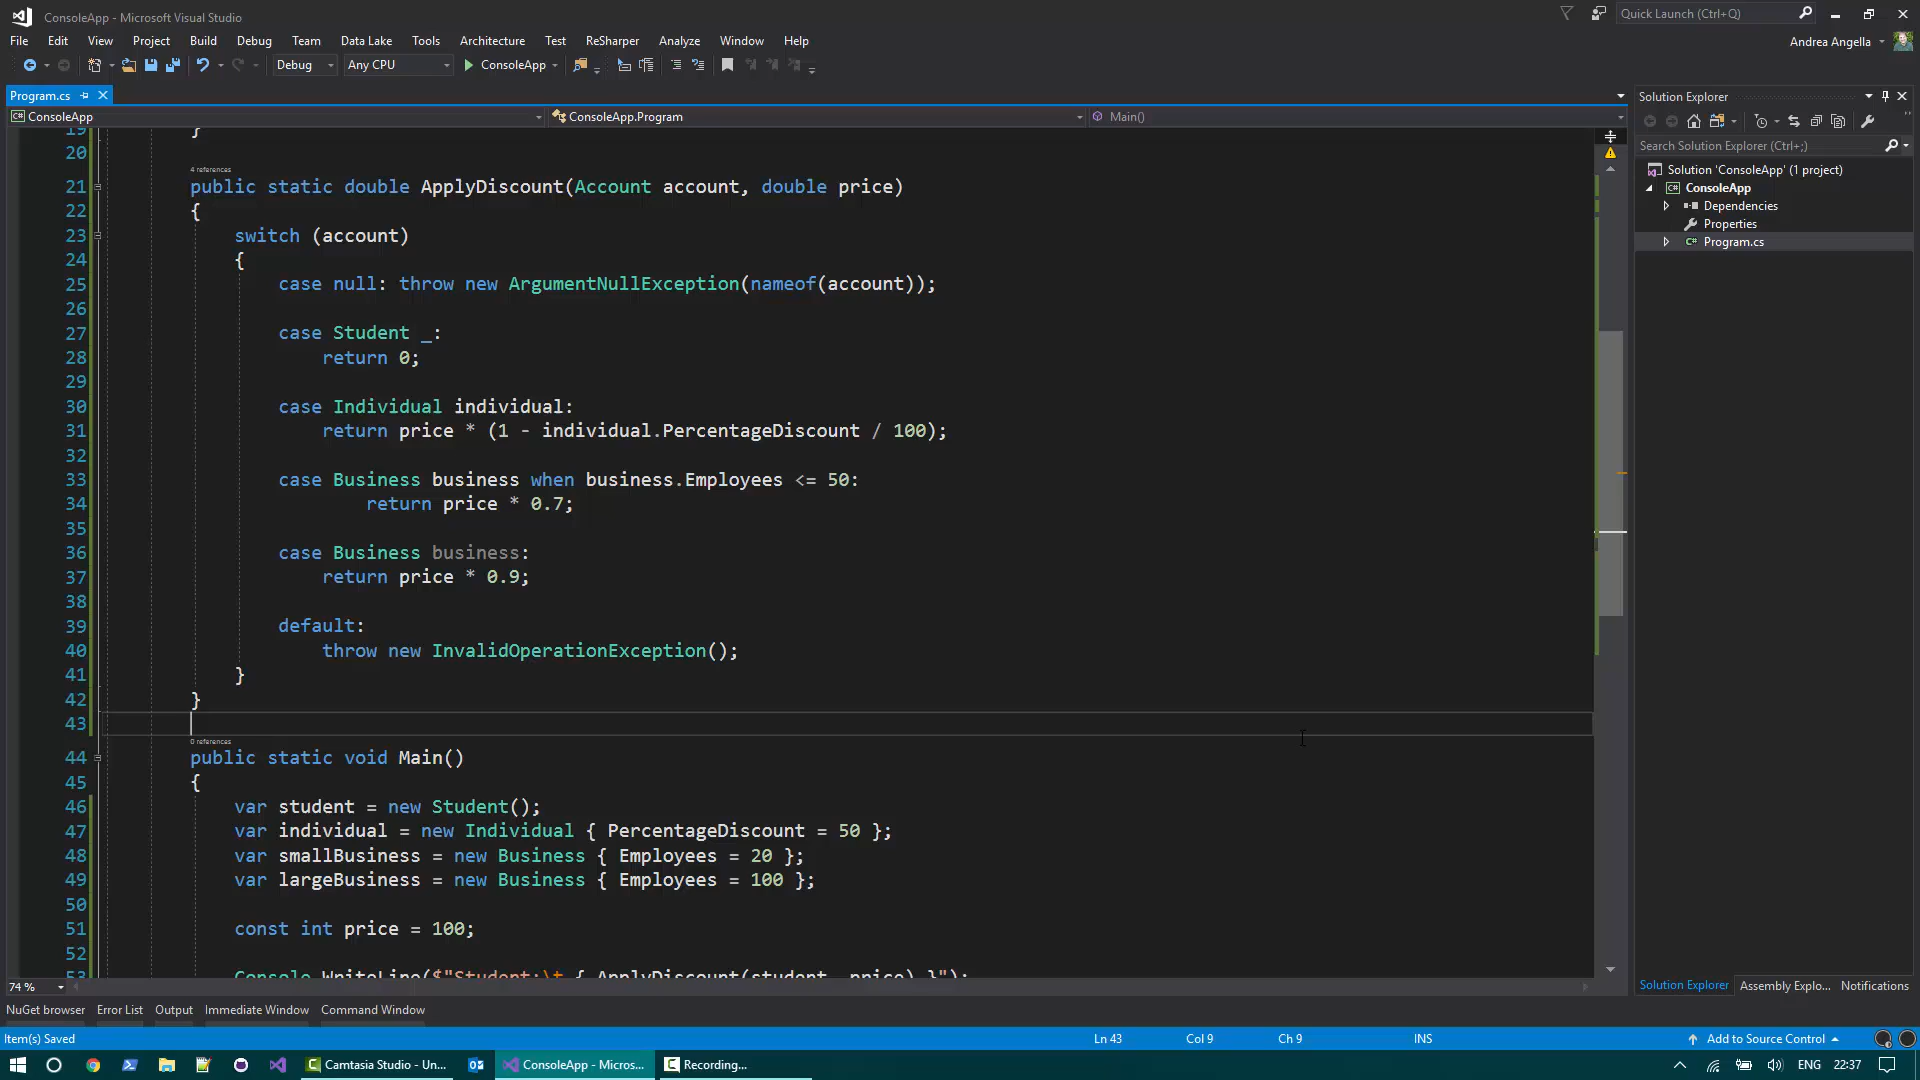 ConsoleApp - Microsoft Visual Studio
Quick Launch (Ctrl+Q)
File Edit View Project Build Debug Team Data Lake Tools Architecture Test ReSharper Analyze Window Help
Andrea Angella
Debug Any CPU ConsoleApp
Program.cs
ConsoleApp ConsoleApp.Program Main()
19 }
20
4 references
21 public static double ApplyDiscount(Account account, double price)
22 {
23 switch (account)
24 {
25 case null: throw new ArgumentNullException(nameof(account));
26
27 case Student _:
28 return 0;
29
30 case Individual individual:
31 return price * (1 - individual.PercentageDiscount / 100);
32
33 case Business business when business.Employees <= 50:
34 return price * 0.7;
35
36 case Business business:
37 return price * 0.9;
38
39 default:
40 throw new InvalidOperationException();
41 }
42 }
43
0 references
44 public static void Main()
45 {
46 var student = new Student();
47 var individual = new Individual { PercentageDiscount = 50 };
48 var smallBusiness = new Business { Employees = 20 };
49 var largeBusiness = new Business { Employees = 100 };
50
51 const int price = 100;
52
53 Console.WriteLine($"Student:\t { ApplyDiscount(student, price) }");
74 %
Solution Explorer
Search Solution Explorer (Ctrl+;)
Solution 'ConsoleApp' (1 project)
ConsoleApp
Dependencies
Properties
Program.cs
Solution Explorer Assembly Explo... Notifications
NuGet browser Error List Output Immediate Window Command Window
Item(s) Saved Ln 43 Col 9 Ch 9 INS Add to Source Control
Camtasia Studio - Un... ConsoleApp - Micros... Recording... ENG 22:37